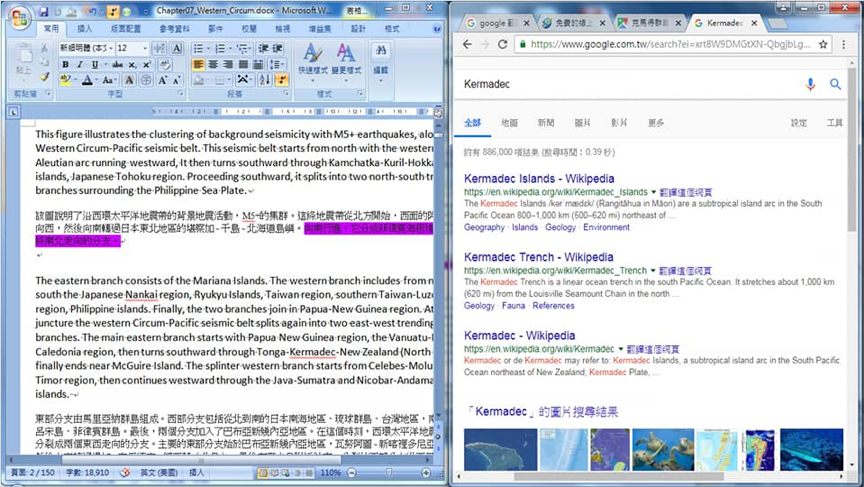 Chapter07_Western_Circum.docx - Microsoft W...
常用 插入 版面配置 參考資料 郵件 校閱 檢視 增益集 設計 格式
貼上
新細明體 (本文) 12
快速樣式 變更樣式 編輯
剪貼簿 字型 段落 樣式
This figure illustrates the clustering of background seismicity with M5+ earthquakes, alo
Western Circum-Pacific seismic belt. This seismic belt starts from north with the western
Aleutian arc running westward, It then turns southward through Kamchatka-Kuril-Hokka
islands, Japanese Tohoku region. Proceeding southward, it splits into two north-south tr
branches surrounding the Philippine Sea Plate.
該圖說明了沿西環太平洋地震帶的背景地震活動，M5+的集群。這終地震帶從北方開始，西面的阿
向西，然後向南轉過日本東北地區的堪察加 - 千島 - 北海道島嶼。
The eastern branch consists of the Mariana Islands. The western branch includes from n
south the Japanese Nankai region, Ryukyu Islands, Taiwan region, southern Taiwan-Luz
region, Philippine islands. Finally, the two branches join in Papua-New Guinea region. At
juncture the western Circum-Pacific seismic belt splits again into two east-west trending
branches. The main eastern branch starts with Papua-New Guinea region, the Vanuatu-
Caledonia region, then turns southward through Tonga-Kermadec-New Zealand (North
finally ends near McGuire Island. The splinter western branch starts from Celebes-Molu
Timor region, then continues westward through the Java-Sumatra and Nicobar-Andama
islands.
東部分支由馬里亞納群島組成。西部分支包括從北到南的日本南海地區、琉球群島、台灣地區，南
呂宋島、菲律賓群島。最後，兩個分支加入了巴布亞新幾內亞地區。在這個時刻，西環太平洋地震
分裂成兩個東西走向的分支。主要的東部分支始於巴布亞新幾內亞地區，瓦努阿圖 - 新喀裡多尼亞
頁面: 2 / 150 字數: 18,910 英文 (美國) 插入 110%
google 翻 免費的線上 克馬得群島 Kermadec
https://www.google.com.tw/search?ei=xrt8W9DMGtXN-QbgjbLg...
Kermadec
全部 地圖 新聞 圖片 影片 更多 設定 工具
約有 886,000 項結果 (搜尋時間：0.39 秒)
Kermadec Islands - Wikipedia
https://en.wikipedia.org/wiki/Kermadec_Islands 翻譯這個網頁
The Kermadec Islands /kərˈmædɛk/ (Rangitāhua in Māori) are a subtropical island arc in the South
Pacific Ocean 800–1,000 km (500–620 mi) northeast of ...
Geography · Islands · Geology · Environment
Kermadec Trench - Wikipedia
https://en.wikipedia.org/wiki/Kermadec_Trench 翻譯這個網頁
The Kermadec Trench is a linear ocean trench in the south Pacific Ocean. It stretches about 1,000 km
(620 mi) from the Louisville Seamount Chain in the north ...
Geology · Fauna · References
Kermadec - Wikipedia
https://en.wikipedia.org/wiki/Kermadec 翻譯這個網頁
Kermadec or de Kermadec may refer to: Kermadec Islands, a subtropical island arc in the South Pacific
Ocean northeast of New Zealand; Kermadec Plate, ...
「Kermadec」的圖片搜尋結果